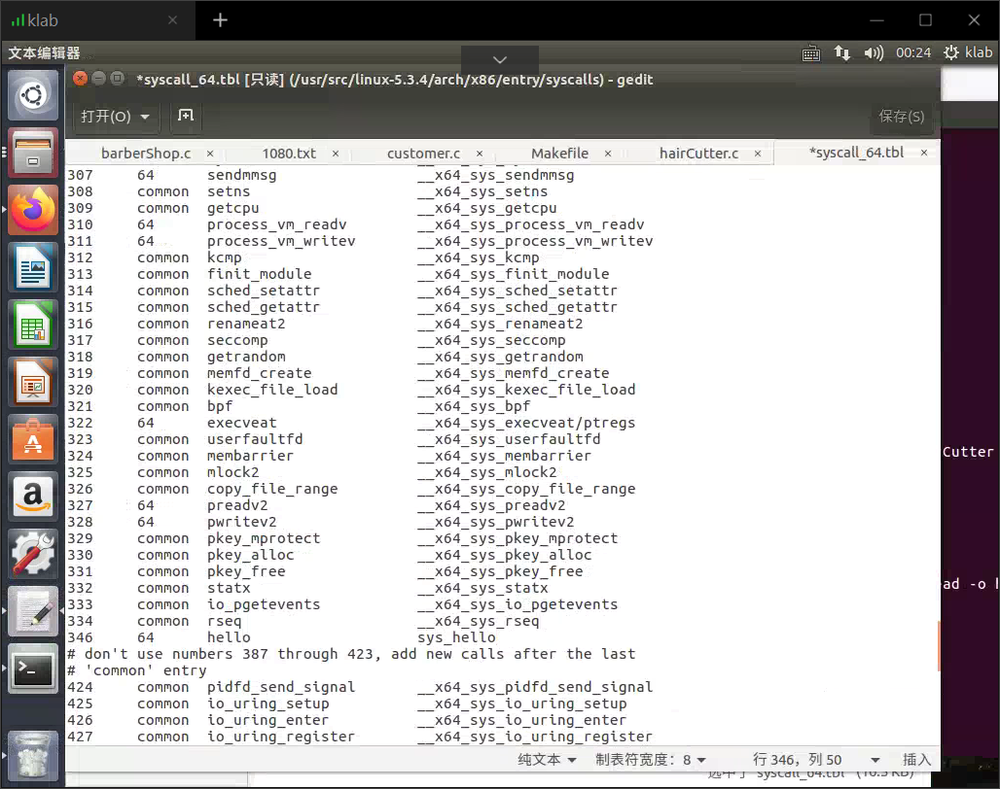 klab
文本编辑器 00:24 klab
*syscall_64.tbl [只读] (/usr/src/linux-5.3.4/arch/x86/entry/syscalls) - gedit
打开(O) 保存(S)
barberShop.c 1080.txt customer.c Makefile hairCutter.c *syscall_64.tbl
307 64 sendmmsg __x64_sys_sendmmsg
308 common setns __x64_sys_setns
309 common getcpu __x64_sys_getcpu
310 64 process_vm_readv __x64_sys_process_vm_readv
311 64 process_vm_writev __x64_sys_process_vm_writev
312 common kcmp __x64_sys_kcmp
313 common finit_module __x64_sys_finit_module
314 common sched_setattr __x64_sys_sched_setattr
315 common sched_getattr __x64_sys_sched_getattr
316 common renameat2 __x64_sys_renameat2
317 common seccomp __x64_sys_seccomp
318 common getrandom __x64_sys_getrandom
319 common memfd_create __x64_sys_memfd_create
320 common kexec_file_load __x64_sys_kexec_file_load
321 common bpf __x64_sys_bpf
322 64 execveat __x64_sys_execveat/ptregs
323 common userfaultfd __x64_sys_userfaultfd
324 common membarrier __x64_sys_membarrier
Cutter
325 common mlock2 __x64_sys_mlock2
326 common copy_file_range __x64_sys_copy_file_range
327 64 preadv2 __x64_sys_preadv2
328 64 pwritev2 __x64_sys_pwritev2
329 common pkey_mprotect __x64_sys_pkey_mprotect
330 common pkey_alloc __x64_sys_pkey_alloc
331 common pkey_free __x64_sys_pkey_free
332 common statx __x64_sys_statx
ad -o h
333 common io_pgetevents __x64_sys_io_pgetevents
334 common rseq __x64_sys_rseq
346 64 hello sys_hello
# don't use numbers 387 through 423, add new calls after the last
# 'common' entry
424 common pidfd_send_signal __x64_sys_pidfd_send_signal
425 common io_uring_setup __x64_sys_io_uring_setup
426 common io_uring_enter __x64_sys_io_uring_enter
427 common io_uring_register __x64_sys_io_uring_register
纯文本 制表符宽度：8 行 346，列 50 插入